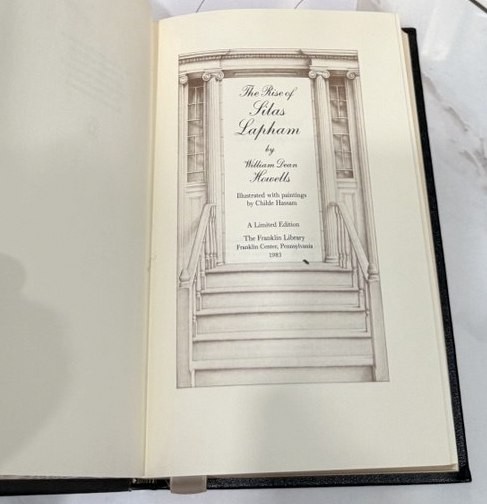 The Rise of
Silas
Lapham
by
William Dean
Howells
Illustrated with paintings
by Childe Hassam
A Limited Edition
The Franklin Library
Franklin Center, Pennsylvania
1983